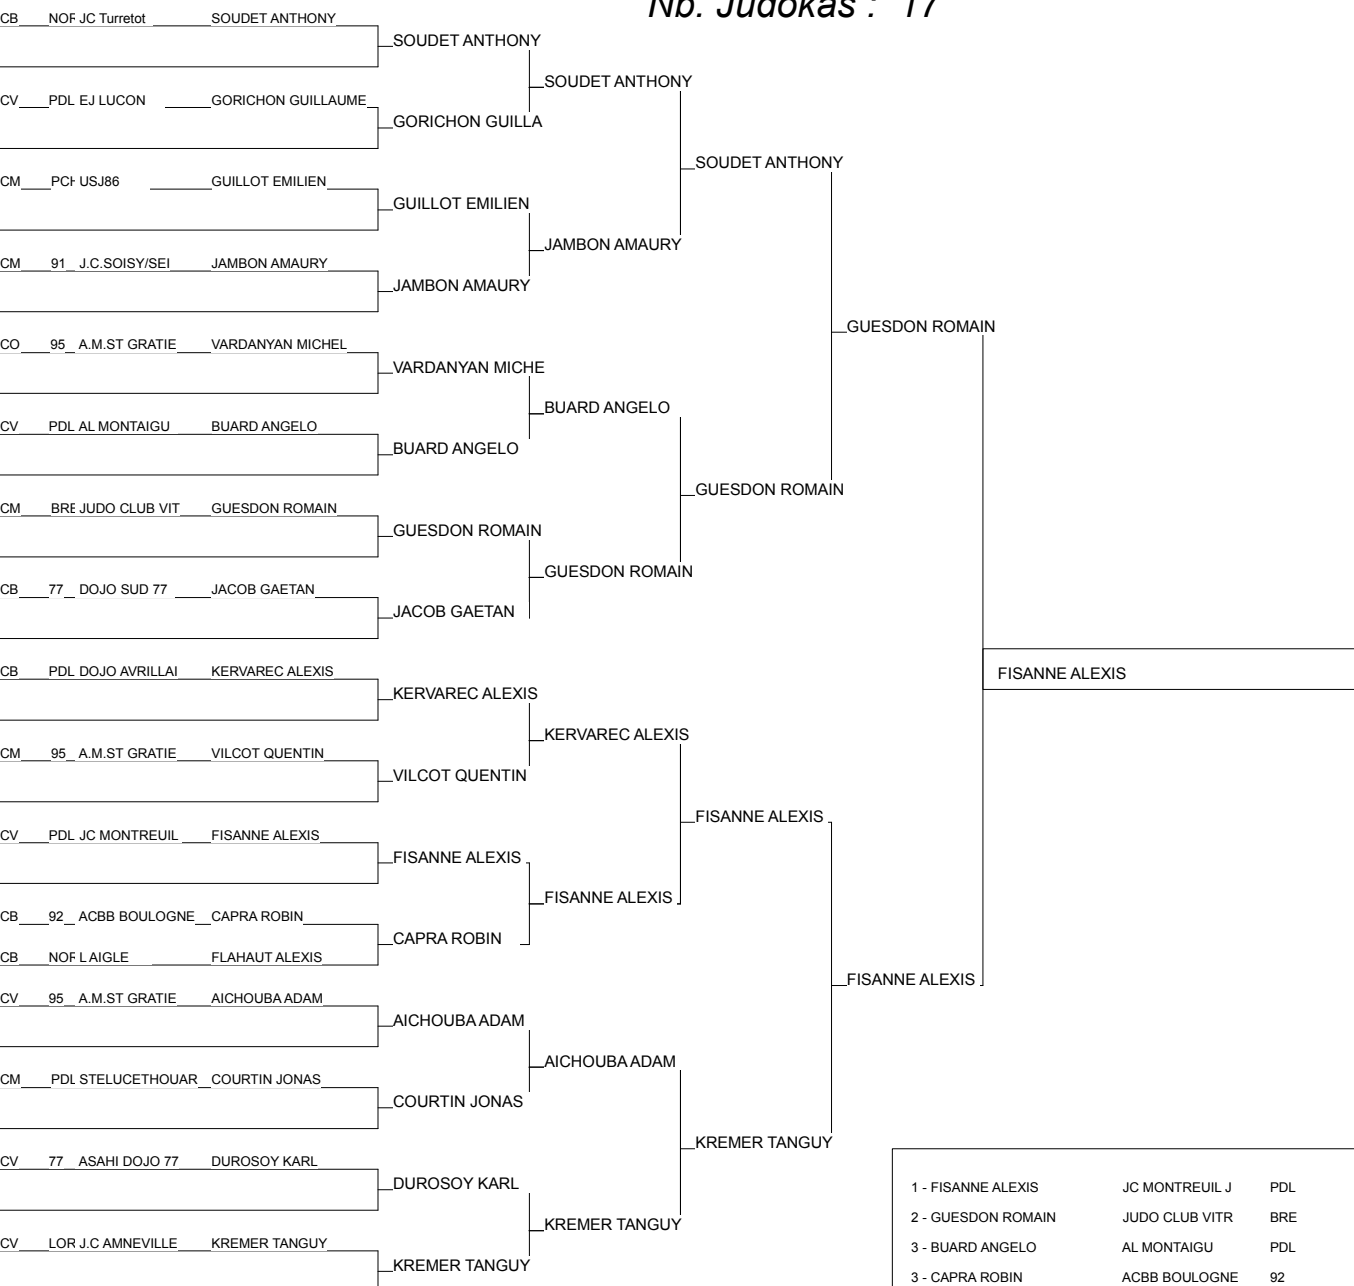 Nb. Judokas : 17
CB NOR JC Turretot SOUDET ANTHONY
SOUDET ANTHONY
SOUDET ANTHONY
CV PDL EJ LUCON GORICHON GUILLAUME
GORICHON GUILLA
SOUDET ANTHONY
CM PCH USJ86 GUILLOT EMILIEN
GUILLOT EMILIEN
JAMBON AMAURY
CM 91 J.C.SOISY/SEI JAMBON AMAURY
JAMBON AMAURY
GUESDON ROMAIN
CO 95 A.M.ST GRATIE VARDANYAN MICHEL
VARDANYAN MICHE
BUARD ANGELO
CV PDL AL MONTAIGU BUARD ANGELO
BUARD ANGELO
GUESDON ROMAIN
CM BRE JUDO CLUB VIT GUESDON ROMAIN
GUESDON ROMAIN
GUESDON ROMAIN
CB 77 DOJO SUD 77 JACOB GAETAN
JACOB GAETAN
FISANNE ALEXIS
CB PDL DOJO AVRILLAI KERVAREC ALEXIS
KERVAREC ALEXIS
KERVAREC ALEXIS
CM 95 A.M.ST GRATIE VILCOT QUENTIN
VILCOT QUENTIN
FISANNE ALEXIS
CV PDL JC MONTREUIL FISANNE ALEXIS
FISANNE ALEXIS
FISANNE ALEXIS
CB 92 ACBB BOULOGNE CAPRA ROBIN
CAPRA ROBIN
CB NOR L AIGLE FLAHAUT ALEXIS
FISANNE ALEXIS
CV 95 A.M.ST GRATIE AICHOUBA ADAM
AICHOUBA ADAM
AICHOUBA ADAM
CM PDL STELUCETHOUAR COURTIN JONAS
COURTIN JONAS
KREMER TANGUY
CV 77 ASAHI DOJO 77 DUROSOY KARL
DUROSOY KARL
KREMER TANGUY
CV LOR J.C AMNEVILLE KREMER TANGUY
KREMER TANGUY
1 - FISANNE ALEXIS JC MONTREUIL J PDL
2 - GUESDON ROMAIN JUDO CLUB VITR BRE
3 - BUARD ANGELO AL MONTAIGU PDL
3 - CAPRA ROBIN ACBB BOULOGNE 92